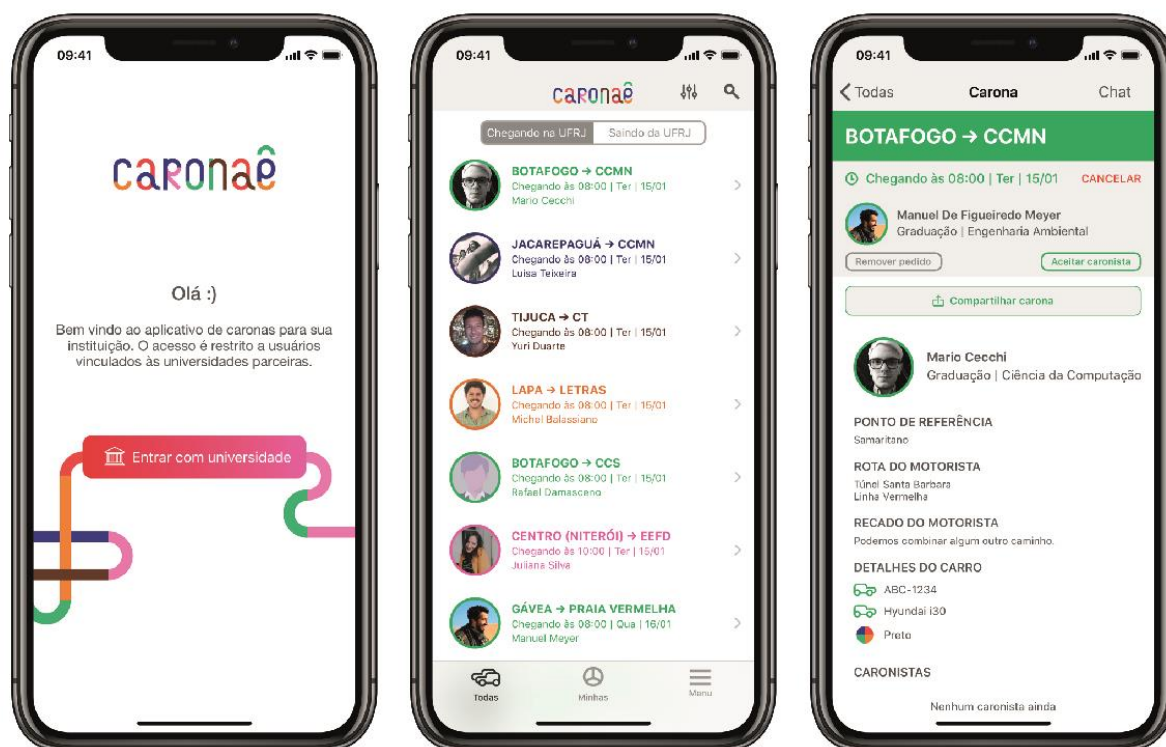 09:41
caronaê
Olá :)
Bem vindo ao aplicativo de caronas para sua
instituição. O acesso é restrito a usuários
vinculados às universidades parceiras.
Entrar com universidade
09:41
caronaê
Chegando na UFRJ
Saindo da UFRJ
BOTAFOGO → CCMN
Chegando às 08:00 | Ter | 15/01
Mario Cecchi
JACAREPAGUÁ → CCMN
Chegando às 08:00 | Ter | 15/01
Luisa Teixeira
TIJUCA → CT
Chegando às 08:00 | Ter | 15/01
Yuri Duarte
LAPA → LETRAS
Chegando às 08:00 | Ter | 15/01
Michel Balassiano
BOTAFOGO → CCS
Chegando às 08:00 | Ter | 15/01
Rafael Damasceno
CENTRO (NITERÓI) → EEFD
Chegando às 10:00 | Ter | 15/01
Juliana Silva
GÁVEA → PRAIA VERMELHA
Chegando às 08:00 | Qua | 16/01
Manuel Meyer
Todas
Minhas
Menu
09:41
Todas
Carona
Chat
BOTAFOGO → CCMN
Chegando às 08:00 | Ter | 15/01
CANCELAR
Manuel De Figueiredo Meyer
Graduação | Engenharia Ambiental
Remover pedido
Aceitar caronista
Compartilhar carona
Mario Cecchi
Graduação | Ciência da Computação
PONTO DE REFERÊNCIA
Samaritano
ROTA DO MOTORISTA
Túnel Santa Barbara
Linha Vermelha
RECADO DO MOTORISTA
Podemos combinar algum outro caminho.
DETALHES DO CARRO
ABC-1234
Hyundai i30
Preto
CARONISTAS
Nenhum caronista ainda